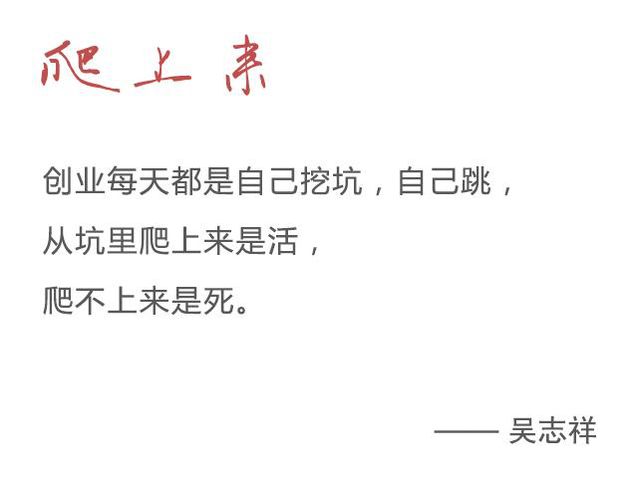 爬上来
创业每天都是自己挖坑，自己跳，
从坑里爬上来是活，
爬不上来是死。
—— 吴志祥